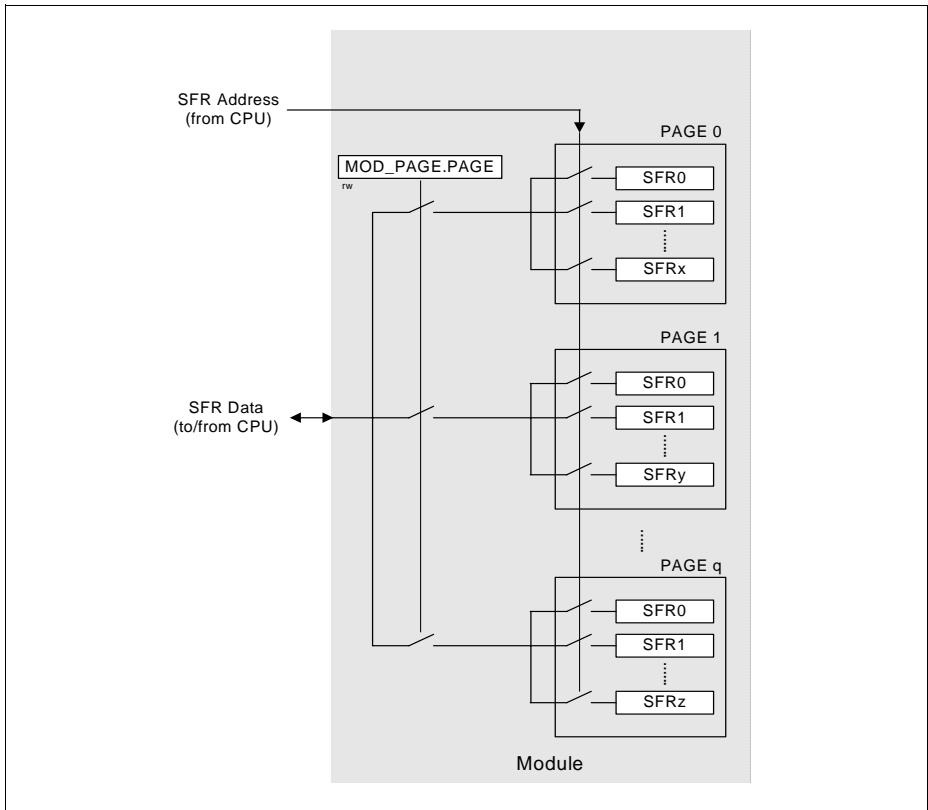 SFR Address
(from CPU)
PAGE 0
MOD_PAGE.PAGE
rw
SFR0
SFR1
SFRx
PAGE 1
SFR0
SFR1
SFRy
SFR Data
(to/from CPU)
PAGE q
SFR0
SFR1
SFRz
Module